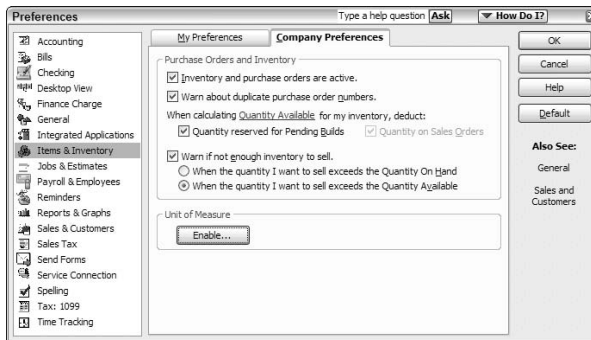 Preferences
Type a help question Ask
How Do I?
Accounting
Bills
Checking
Desktop View
Finance Charge
General
Integrated Applications
Items & Inventory
Jobs & Estimates
Payroll & Employees
Reminders
Reports & Graphs
Sales & Customers
Sales Tax
Send Forms
Service Connection
Spelling
Tax: 1099
Time Tracking
My Preferences
Company Preferences
Purchase Orders and Inventory
Inventory and purchase orders are active.
Warn about duplicate purchase order numbers.
When calculating Quantity Available for my inventory, deduct:
Quantity reserved for Pending Builds
Quantity on Sales Orders
Warn if not enough inventory to sell.
When the quantity I want to sell exceeds the Quantity On Hand
When the quantity I want to sell exceeds the Quantity Available
Unit of Measure
Enable...
OK
Cancel
Help
Default
Also See:
General
Sales and
Customers